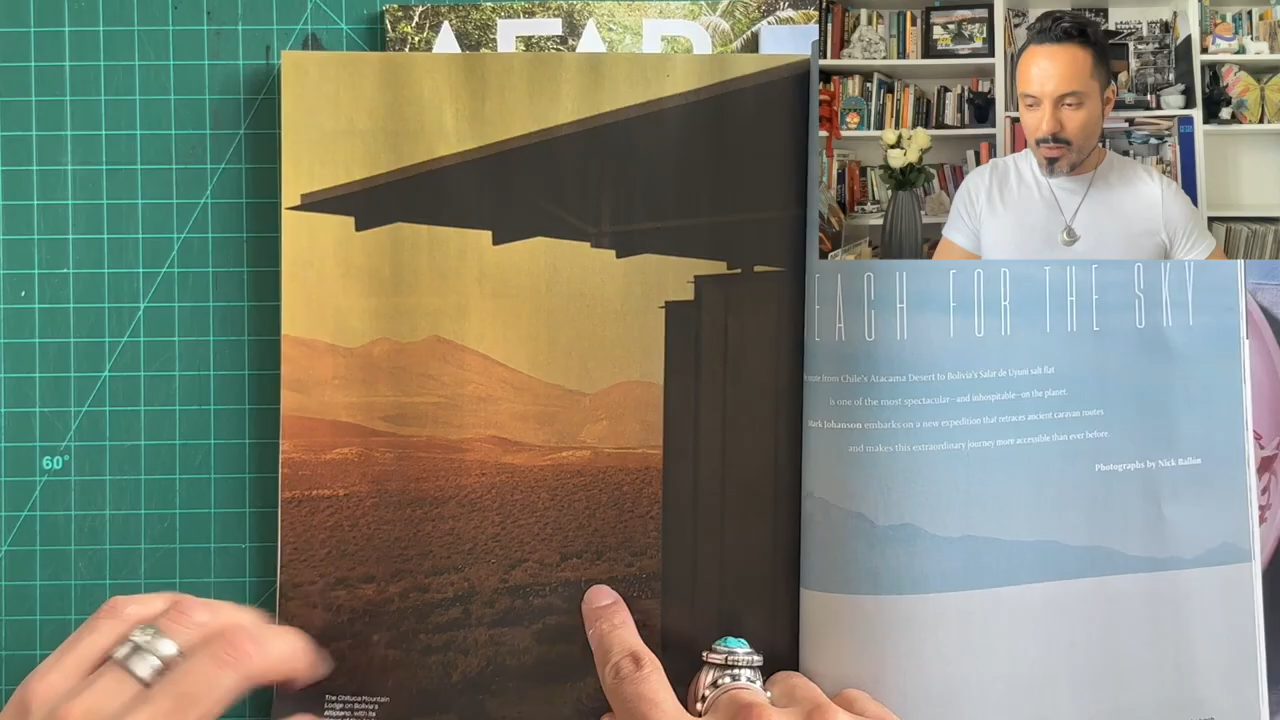 AFAR
60°
EACH FOR THE SKY
route from Chile's Atacama Desert to Bolivia's Salar de Uyuni salt flat
is one of the most spectacular—and inhospitable—on the planet.
Mark Johanson embarks on a new expedition that retraces ancient caravan routes
and makes this extraordinary journey more accessible than ever before.
Photographs by Nick Ballón
The Chituca Mountain
Lodge on Bolivia's
Altiplano, with its